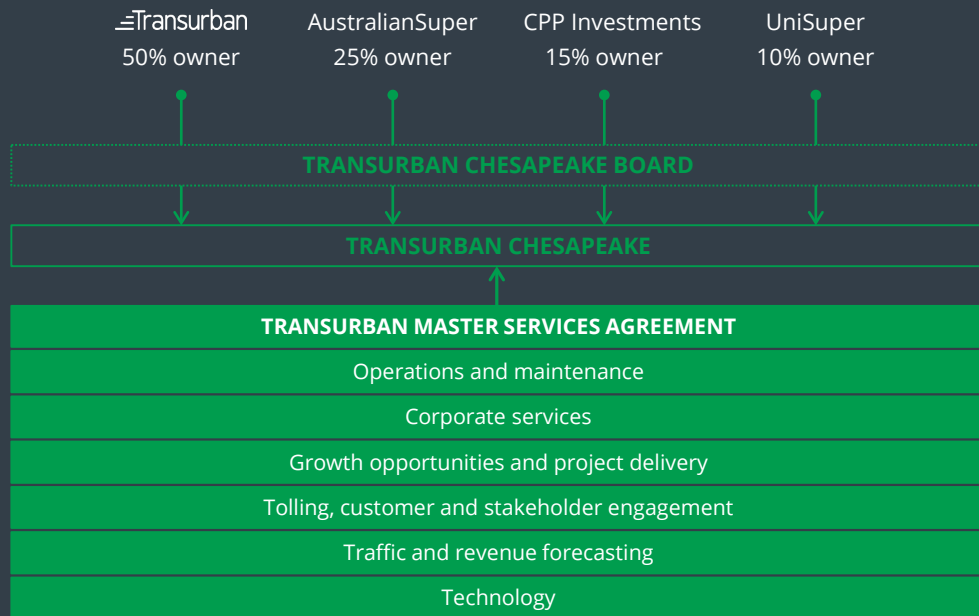 Transurban AustralianSuper CPP Investments UniSuper
50% owner 25% owner 15% owner 10% owner
TRANSURBAN CHESAPEAKE BOARD
TRANSURBAN CHESAPEAKE
TRANSURBAN MASTER SERVICES AGREEMENT
Operations and maintenance
Corporate services
Growth opportunities and project delivery
Tolling, customer and stakeholder engagement
Traffic and revenue forecasting
Technology